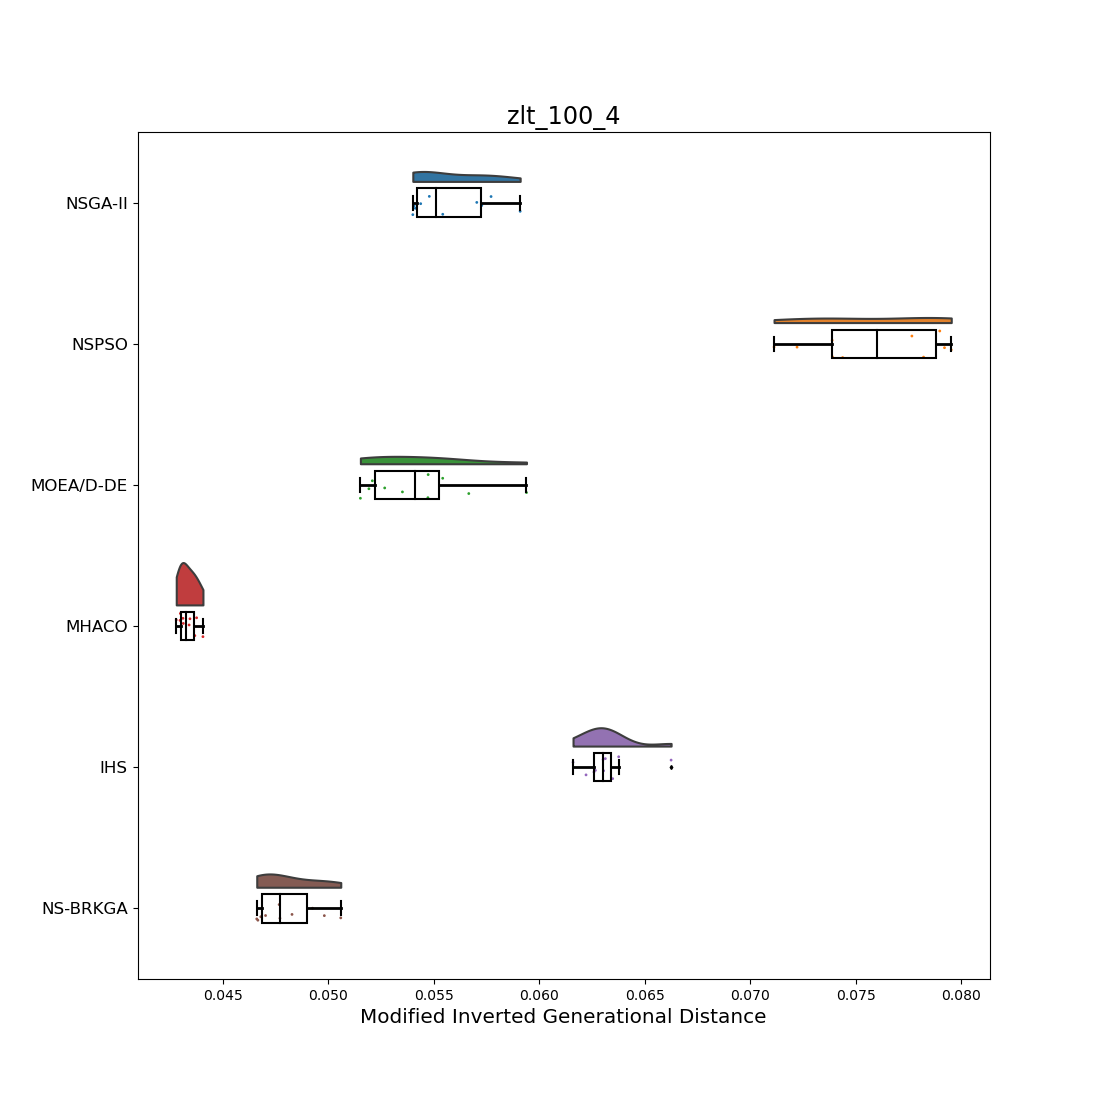 zlt_100_4
NSGA-II
NSPSO
MOEA/D-DE
MHACO
IHS
NS-BRKGA
0.045 0.050 0.055 0.060 0.065 0.070 0.075 0.080
Modified Inverted Generational Distance